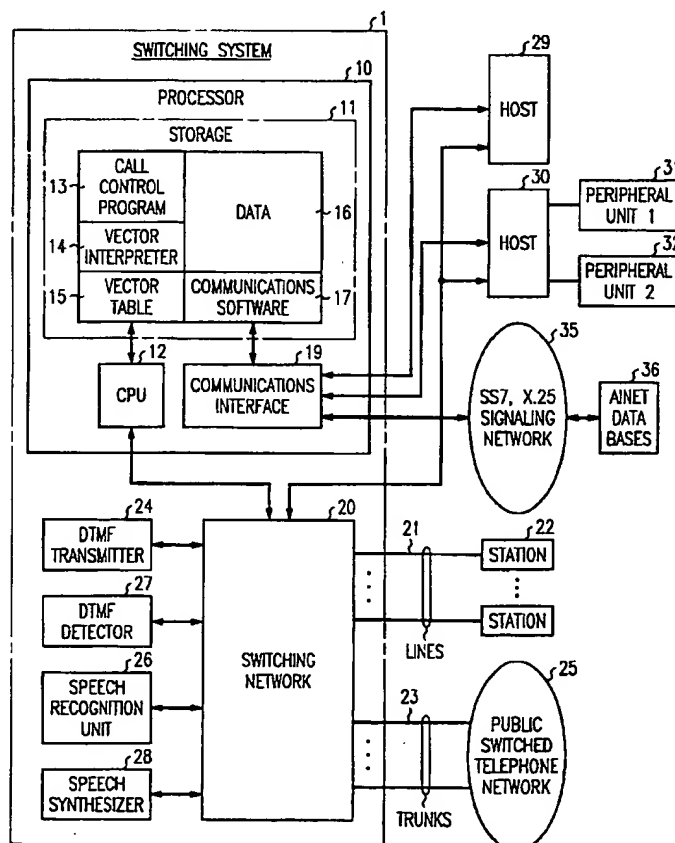 1
SWITCHING SYSTEM
10
PROCESSOR
11
STORAGE
13
CALL
CONTROL
PROGRAM
DATA
16
14
VECTOR
INTERPRETER
15
VECTOR
TABLE
COMMUNICATIONS
SOFTWARE
17
12
CPU
19
COMMUNICATIONS
INTERFACE
29
HOST
30
HOST
31
PERIPHERAL
UNIT 1
32
PERIPHERAL
UNIT 2
35
SS7, X.25
SIGNALING
NETWORK
36
AINET
DATA
BASES
24
DTMF
TRANSMITTER
27
DTMF
DETECTOR
26
SPEECH
RECOGNITION
UNIT
28
SPEECH
SYNTHESIZER
20
SWITCHING
NETWORK
21
LINES
22
STATION
STATION
23
TRUNKS
25
PUBLIC
SWITCHED
TELEPHONE
NETWORK